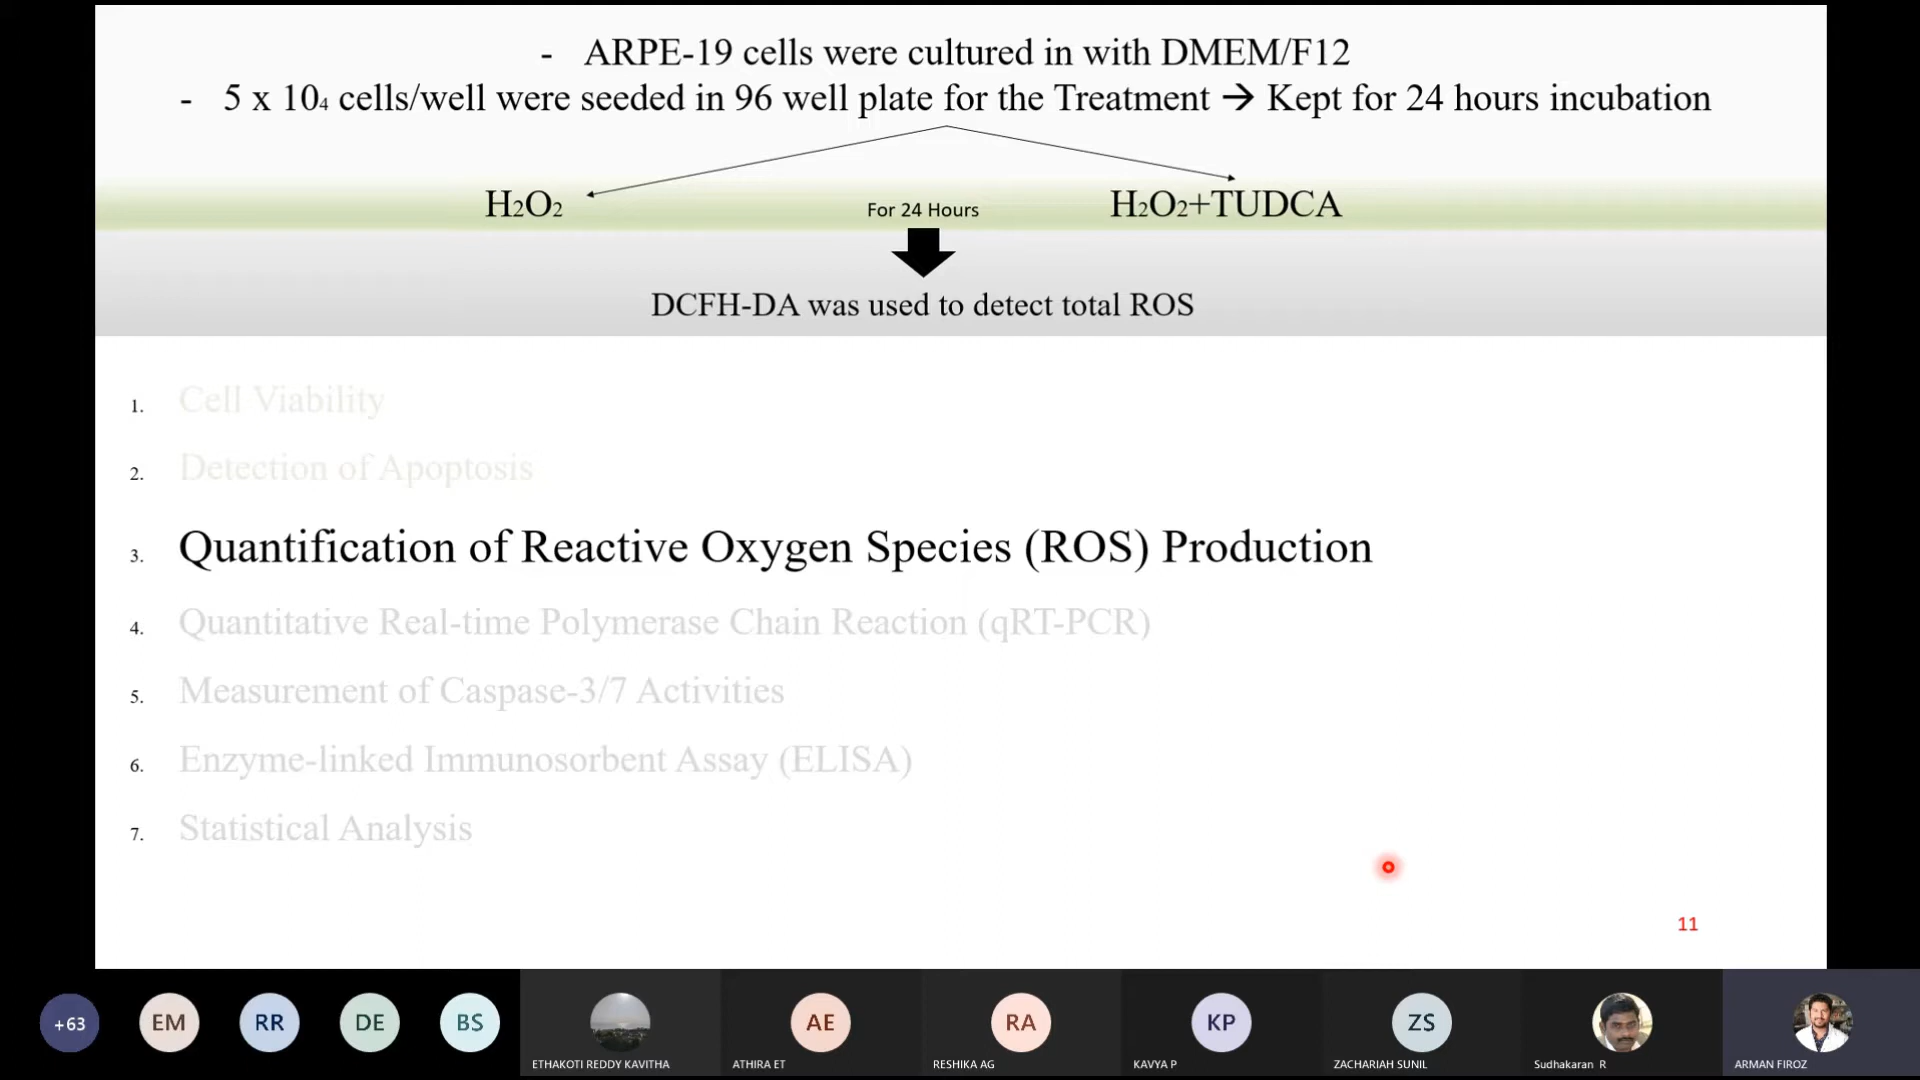 - ARPE-19 cells were cultured in with DMEM/F12
- 5 x 10₄ cells/well were seeded in 96 well plate for the Treatment → Kept for 24 hours incubation
H₂O₂
For 24 Hours
H₂O₂+TUDCA
DCFH-DA was used to detect total ROS
1. Cell Viability
2. Detection of Apoptosis
3. Quantification of Reactive Oxygen Species (ROS) Production
4. Quantitative Real-time Polymerase Chain Reaction (qRT-PCR)
5. Measurement of Caspase-3/7 Activities
6. Enzyme-linked Immunosorbent Assay (ELISA)
7. Statistical Analysis
11
+63
EM
RR
DE
BS
ETHAKOTI REDDY KAVITHA
AE
ATHIRA ET
RA
RESHIKA AG
KP
KAVYA P
ZS
ZACHARIAH SUNIL
Sudhakaran R
ARMAN FIROZ